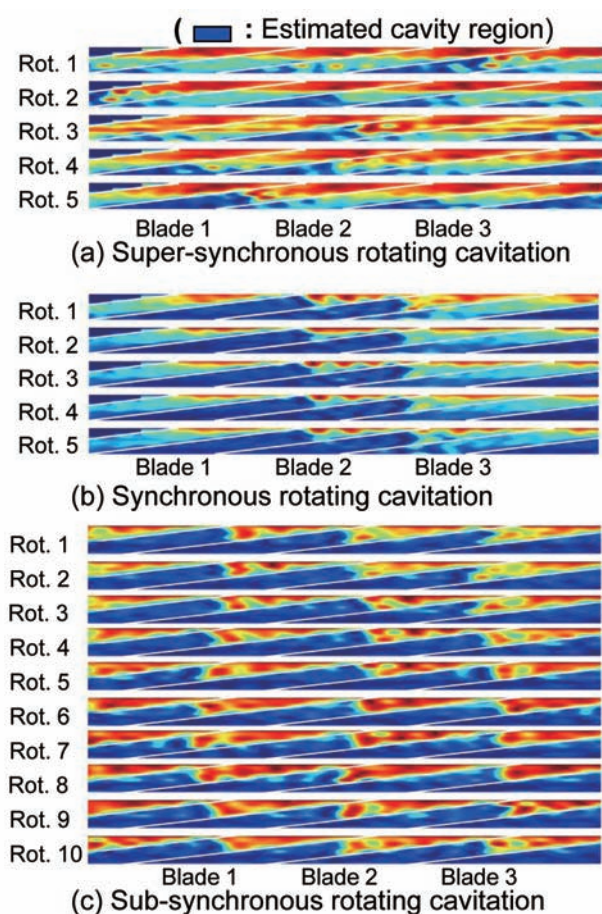 ( : Estimated cavity region)
Rot. 1
Rot. 2
Rot. 3
Rot. 4
Rot. 5
Blade 1 Blade 2 Blade 3
(a) Super-synchronous rotating cavitation
Rot. 1
Rot. 2
Rot. 3
Rot. 4
Rot. 5
Blade 1 Blade 2 Blade 3
(b) Synchronous rotating cavitation
Rot. 1
Rot. 2
Rot. 3
Rot. 4
Rot. 5
Rot. 6
Rot. 7
Rot. 8
Rot. 9
Rot. 10
Blade 1 Blade 2 Blade 3
(c) Sub-synchronous rotating cavitation